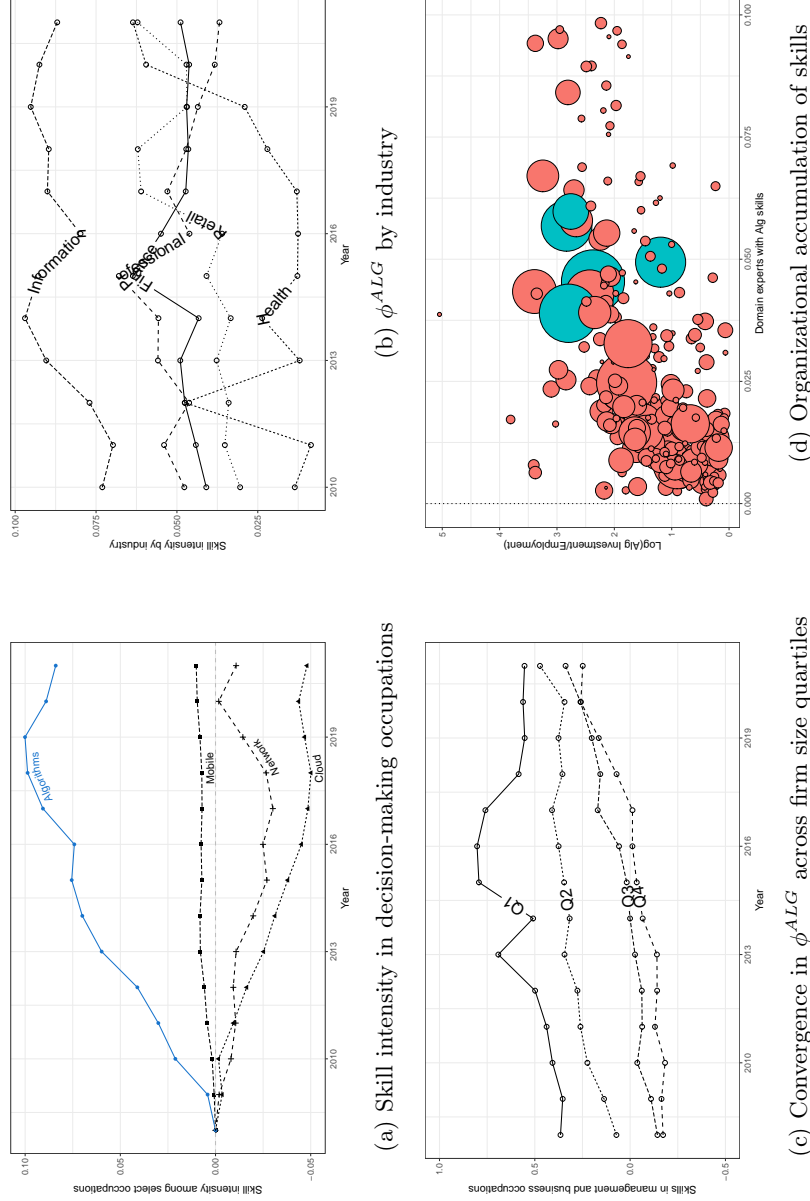 0.10
0.05
0.00
-0.05
Skill intensity among select occupations
Algorithms
Mobile
Network
Cloud
2010
2013
2016
2019
Year
(a) Skill intensity in decision-making occupations
0.100
0.075
0.050
0.025
Skill intensity by industry
Information
Professional
Finance
Retail
Health
2010
2013
2016
2019
Year
(b) ϕ^ALG by industry
1.0
0.5
0.0
-0.5
Skills in management and business occupations
Q1
Q2
Q3
Q4
2010
2013
2016
2019
Year
(c) Convergence in ϕ^ALG across firm size quartiles
5
4
3
2
1
0
Log(Alg Investment/Employment)
0.000
0.025
0.050
0.075
0.100
Domain experts with Alg skills
(d) Organizational accumulation of skills